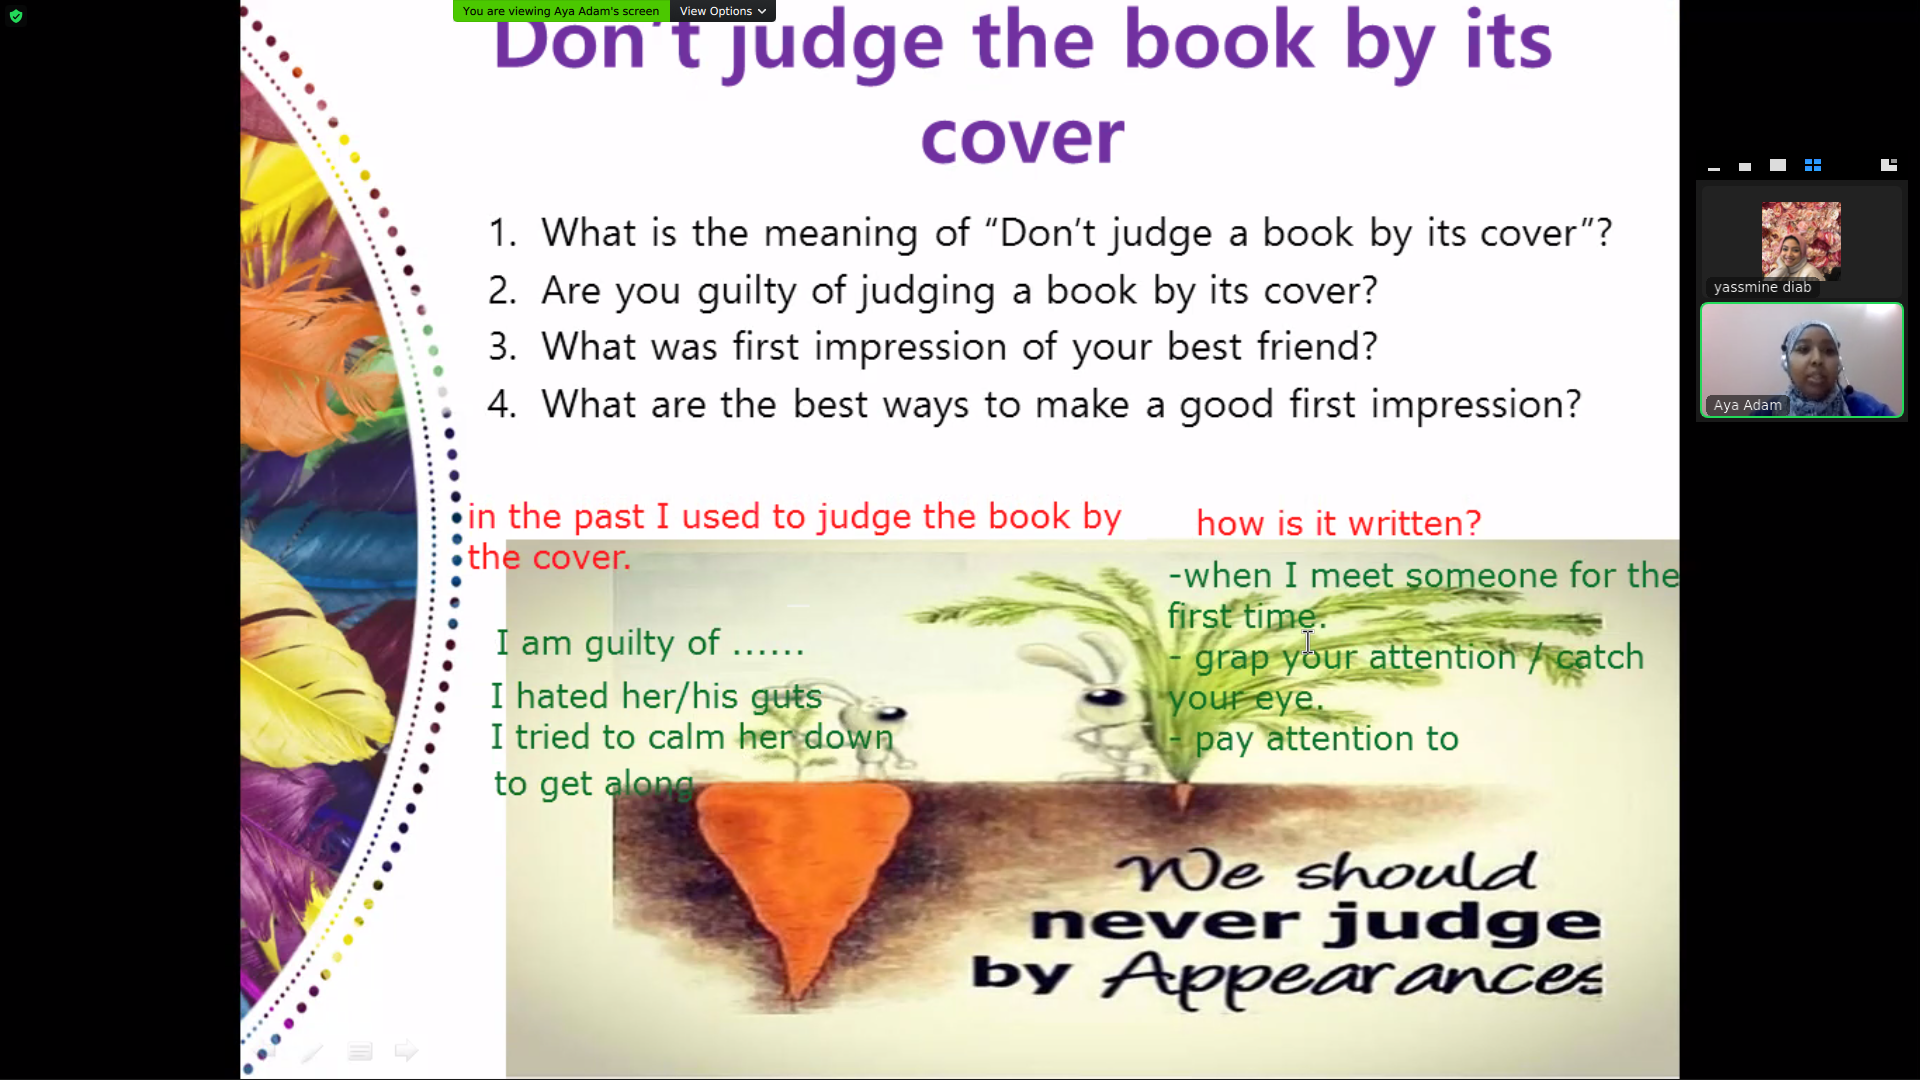 You are viewing Aya Adam's screen
View Options
Don't judge the book by its
cover
1. What is the meaning of “Don't judge a book by its cover”?
2. Are you guilty of judging a book by its cover?
3. What was first impression of your best friend?
4. What are the best ways to make a good first impression?
in the past I used to judge the book by
the cover.
how is it written?
-when I meet someone for the
first time.
- grap your attention / catch
your eye.
- pay attention to
I am guilty of ......
I hated her/his guts
I tried to calm her down
to get along
We should
never judge
by Appearances
yassmine diab
Aya Adam